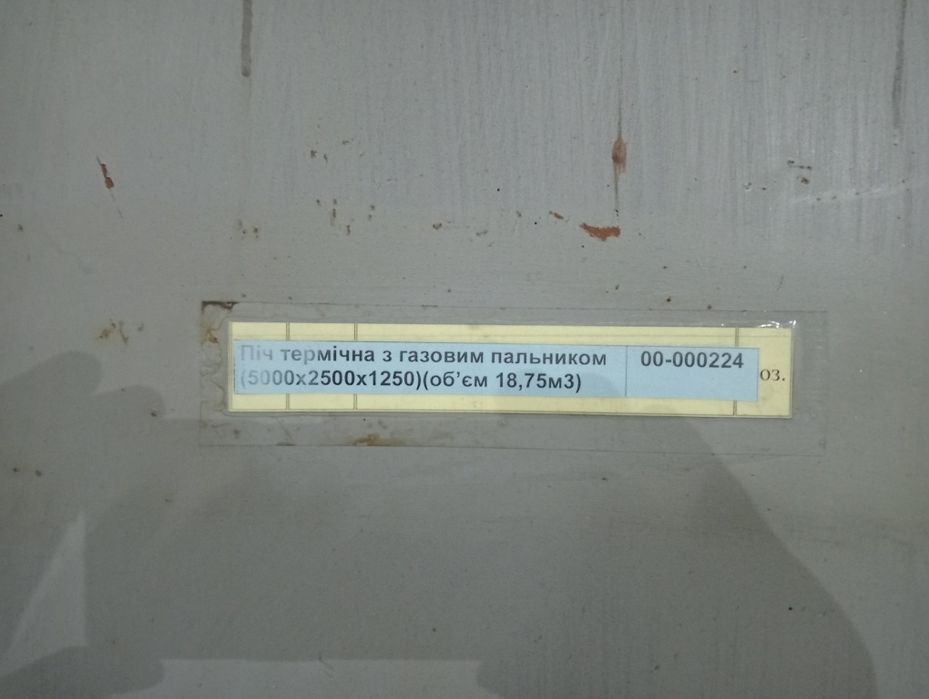 Піч термічна з газовим пальником 00-000224
(5000x2500x1250)(об’єм 18,75м3)
оз.